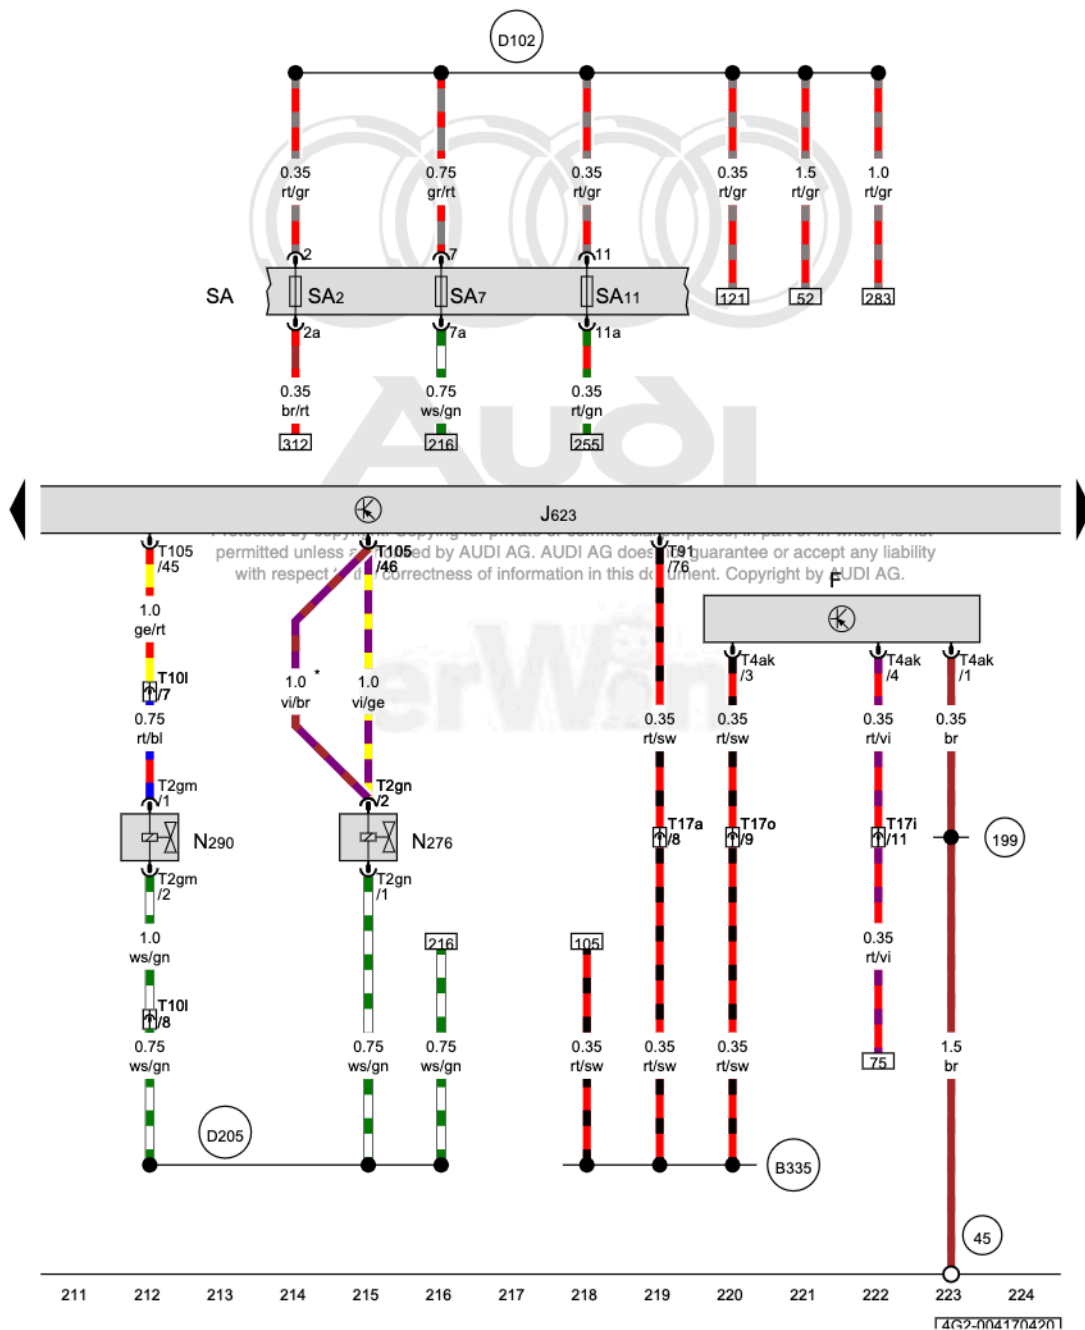 D102
0.35 0.75 0.35 0.35 1.5 1.0
rt/gr gr/rt rt/gr rt/gr rt/gr rt/gr
2 7 11
SA SA2 SA7 SA11 121 52 283
2a 7a 11a
0.35 0.75 0.35
br/rt ws/gn rt/gn
312 216 255
Audi
J623
T105 T105 T91
/45 /46 /76
permitted unless by AUDI AG. AUDI AG does guarantee or accept any liability
with respect correctness of information in this Copyright by AUDI AG.
F
erWin
1.0
ge/rt
T4ak T4ak T4ak
/3 /4 /1
T10l
/7
1.0 * 1.0
vi/br vi/ge
0.75 0.35 0.35 0.35 0.35
rt/bl rt/sw rt/sw rt/vi br
T2gm T2gn
/1 /2
N290 N276
T17a T17o T17i
/8 /9 /11
199
T2gm T2gn
/2 /1
1.0 216 105 0.35
ws/gn rt/vi
T10l
/8
0.75 0.75 0.75 0.35 0.35 0.35 75 1.5
ws/gn ws/gn ws/gn rt/sw rt/sw rt/sw br
D205
B335
45
211 212 213 214 215 216 217 218 219 220 221 222 223 224
4G2-004170420